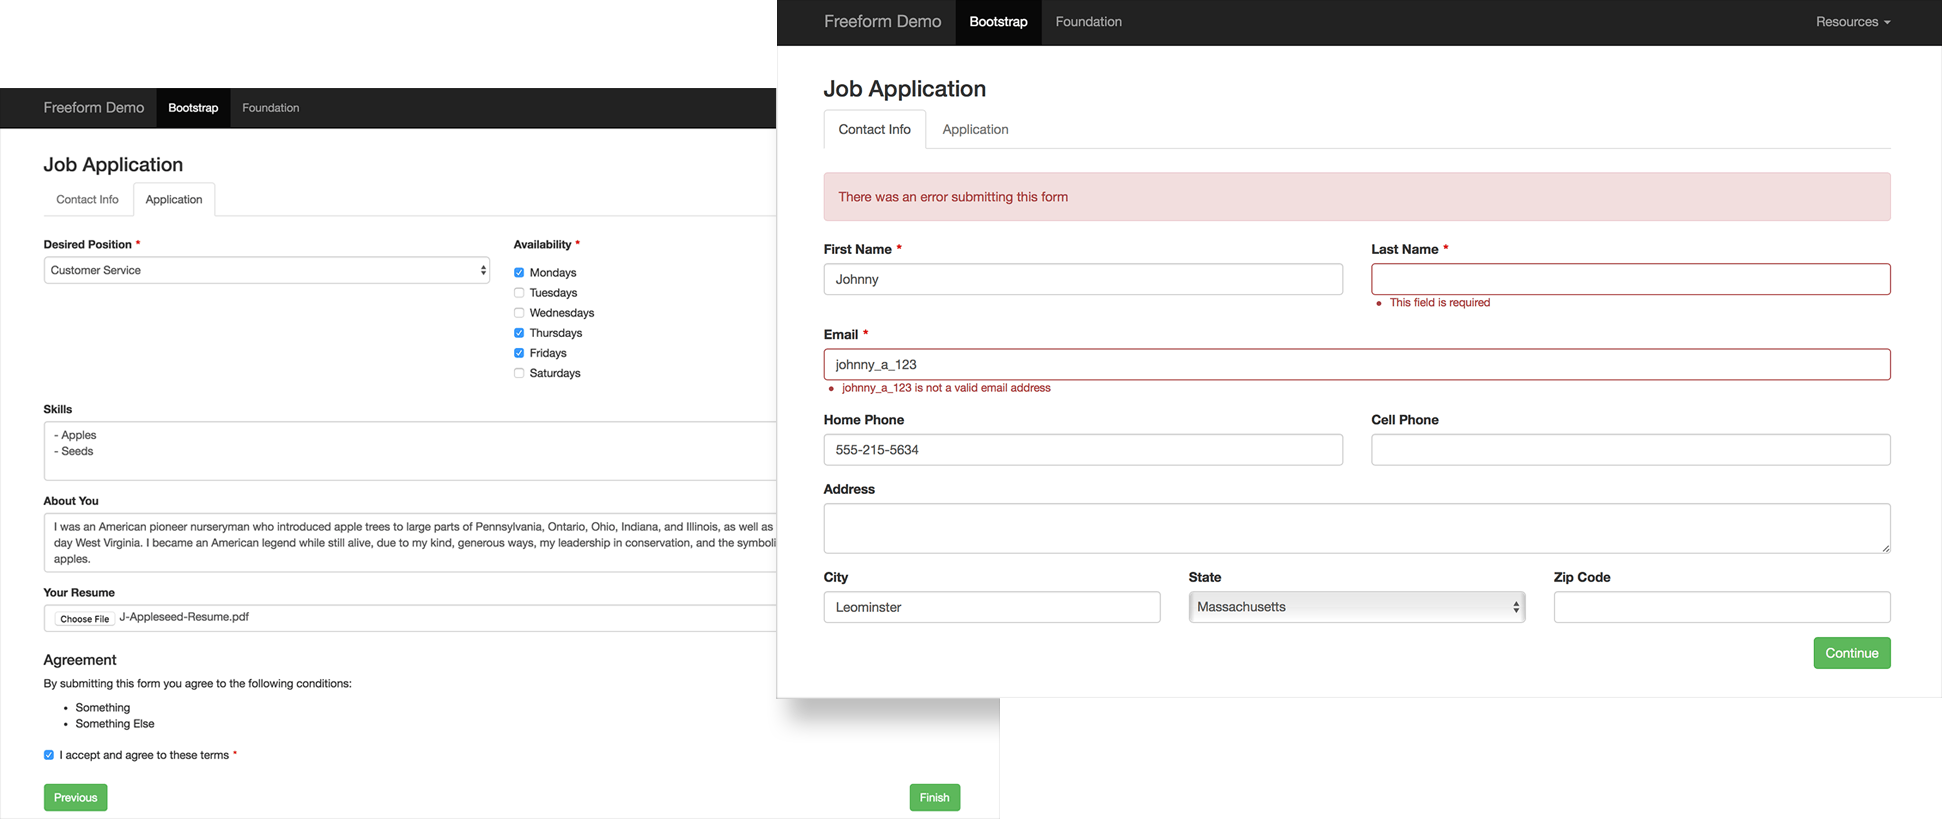 Freeform Demo Bootstrap Foundation Resources
Job Application
Contact Info Application
There was an error submitting this form
First Name * Last Name *
Johnny
• This field is required
Email *
johnny_a_123
• johnny_a_123 is not a valid email address
Home Phone Cell Phone
555-215-5634
Address
City State Zip Code
Leominster Massachusetts
Continue
Freeform Demo Bootstrap Foundation
Job Application
Contact Info Application
Desired Position * Availability *
Customer Service
Mondays
Tuesdays
Wednesdays
Thursdays
Fridays
Saturdays
Skills
- Apples
- Seeds
About You
I was an American pioneer nurseryman who introduced apple trees to large parts of Pennsylvania, Ontario, Ohio, Indiana, and Illinois, as well as
day West Virginia. I became an American legend while still alive, due to my kind, generous ways, my leadership in conservation, and the symboli
apples.
Your Resume
Choose File J-Appleseed-Resume.pdf
Agreement
By submitting this form you agree to the following conditions:
• Something
• Something Else
I accept and agree to these terms *
Previous Finish